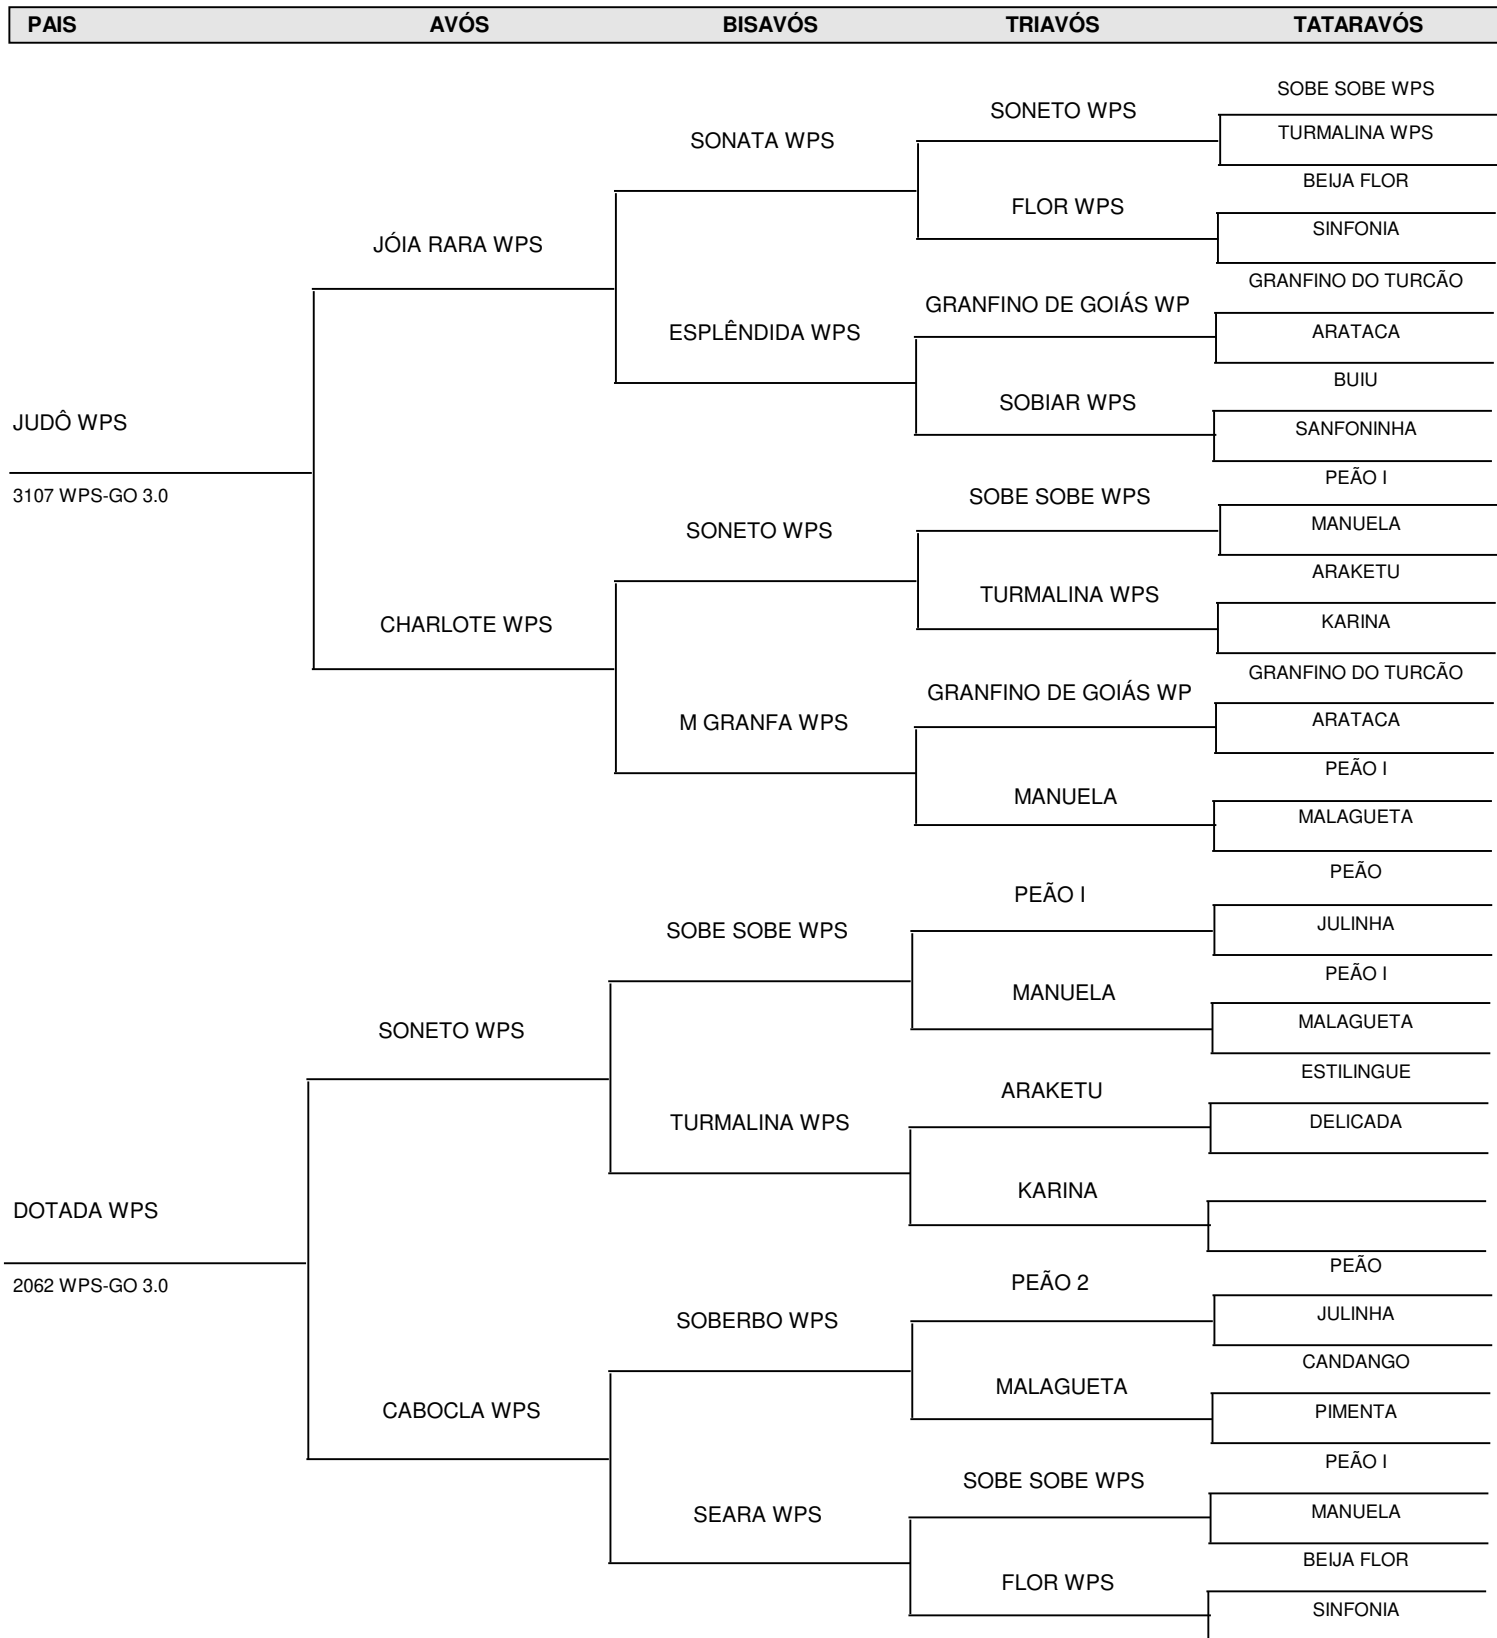 PAIS AVÓS BISAVÓS TRIAVÓS TATARAVÓS
SOBE SOBE WPS
SONETO WPS
TURMALINA WPS
SONATA WPS
BEIJA FLOR
FLOR WPS
SINFONIA
JÓIA RARA WPS
GRANFINO DO TURCÃO
GRANFINO DE GOIÁS WP
ARATACA
ESPLÊNDIDA WPS
BUIU
SOBIAR WPS
SANFONINHA
JUDÔ WPS
3107 WPS-GO 3.0
PEÃO I
SOBE SOBE WPS
MANUELA
SONETO WPS
ARAKETU
TURMALINA WPS
KARINA
CHARLOTE WPS
GRANFINO DO TURCÃO
GRANFINO DE GOIÁS WP
ARATACA
M GRANFA WPS
PEÃO I
MANUELA
MALAGUETA
PEÃO
PEÃO I
JULINHA
SOBE SOBE WPS
PEÃO I
MANUELA
MALAGUETA
SONETO WPS
ESTILINGUE
ARAKETU
DELICADA
TURMALINA WPS
KARINA
DOTADA WPS
2062 WPS-GO 3.0
PEÃO
PEÃO 2
JULINHA
SOBERBO WPS
CANDANGO
MALAGUETA
PIMENTA
CABOCLA WPS
PEÃO I
SOBE SOBE WPS
MANUELA
SEARA WPS
BEIJA FLOR
FLOR WPS
SINFONIA